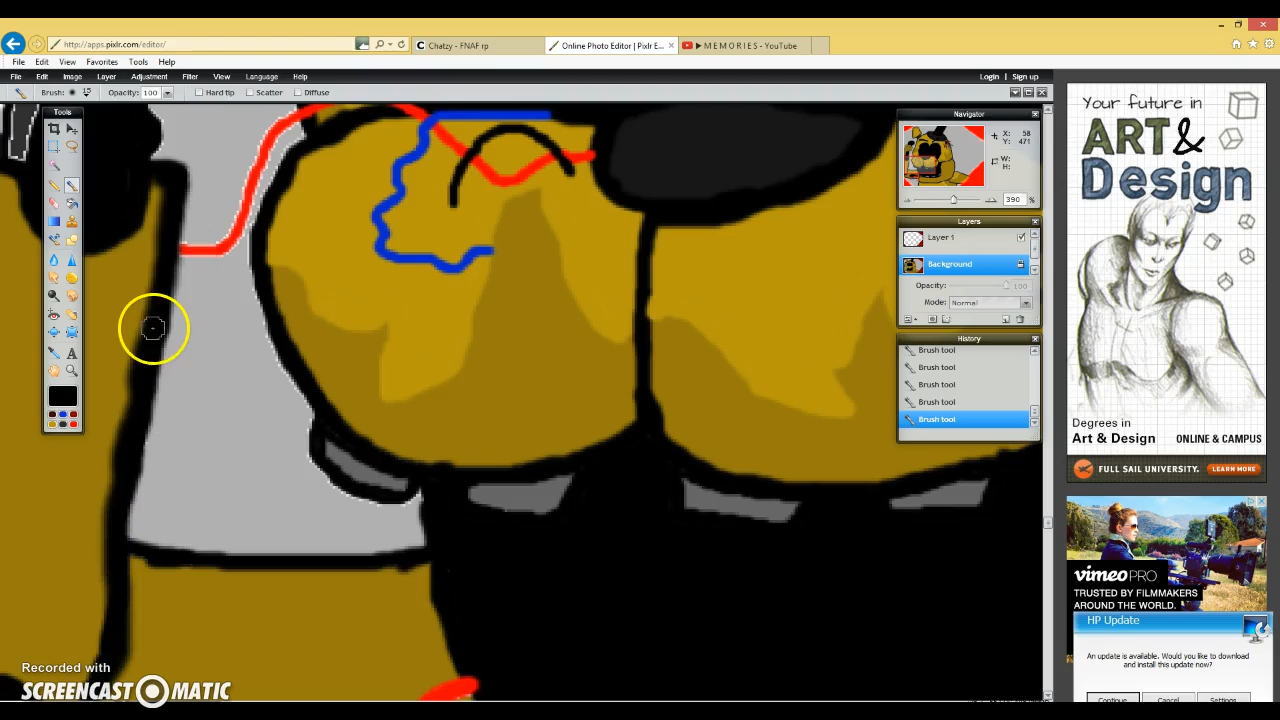 http://apps.pixlr.com/editor/
Chatzy - FNAF rp
Online Photo Editor | Pixlr E...
M E M O R I E S - YouTube
File Edit View Favorites Tools Help
File Edit Image Layer Adjustment Filter View Language Help
Login | Sign up
Brush: 15 Opacity: 100 Hard tip Scatter Diffuse
Tools
Navigator
X: 58
Y: 471
W:
H:
390 %
Layers
Layer 1
Background
Opacity: 100
Mode: Normal
History
Brush tool
Brush tool
Brush tool
Brush tool
Brush tool
Your future in
ART &
Design
Degrees in
Art & Design ONLINE & CAMPUS
FULL SAIL UNIVERSITY. LEARN MORE
vimeo PRO
TRUSTED BY FILMMAKERS
AROUND THE WORLD.
HP Update
An update is available. Would you like to download
and install this update now?
Continue Cancel Settings
Recorded with
SCREENCAST O MATIC